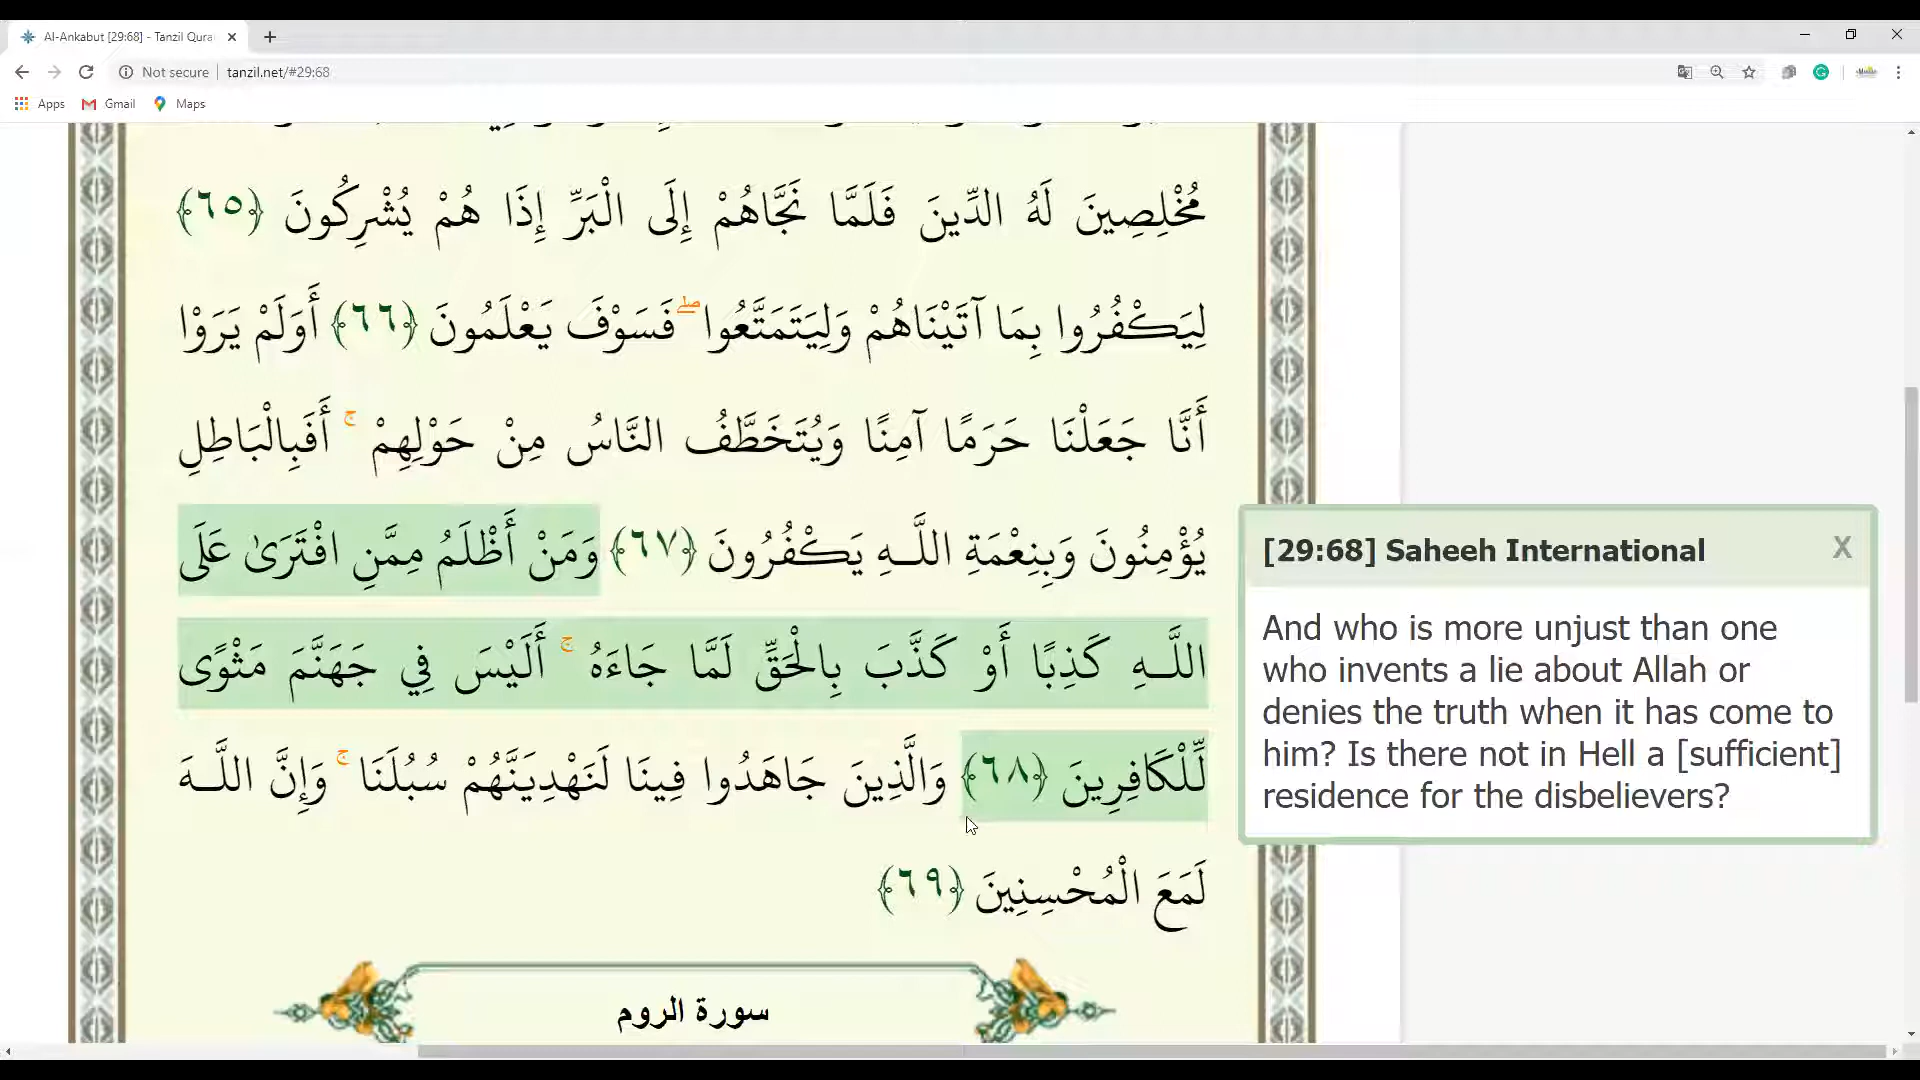 Al-Ankabut [29:68] - Tanzil Qura
Not secure
tanzil.net/#29:68
Apps
Gmail
Maps
مُخْلِصِينَ لَهُ الدِّينَ فَلَمَّا نَجَّاهُمْ إِلَى الْبَرِّ إِذَا هُمْ يُشْرِكُونَ ﴿٦٥﴾
لِيَكْفُرُوا بِمَا آتَيْنَاهُمْ وَلِيَتَمَتَّعُوا ۖ فَسَوْفَ يَعْلَمُونَ ﴿٦٦﴾ أَوَلَمْ يَرَوْا
أَنَّا جَعَلْنَا حَرَمًا آمِنًا وَيُتَخَطَّفُ النَّاسُ مِنْ حَوْلِهِمْ ۚ أَفَبِالْبَاطِلِ
يُؤْمِنُونَ وَبِنِعْمَةِ اللَّـهِ يَكْفُرُونَ ﴿٦٧﴾ وَمَنْ أَظْلَمُ مِمَّنِ افْتَرَىٰ عَلَى
اللَّـهِ كَذِبًا أَوْ كَذَّبَ بِالْحَقِّ لَمَّا جَاءَهُ ۚ أَلَيْسَ فِي جَهَنَّمَ مَثْوًى
لِّلْكَافِرِينَ ﴿٦٨﴾ وَالَّذِينَ جَاهَدُوا فِينَا لَنَهْدِيَنَّهُمْ سُبُلَنَا ۚ وَإِنَّ اللَّـهَ
لَمَعَ الْمُحْسِنِينَ ﴿٦٩﴾
سورة الروم
[29:68] Saheeh International
X
And who is more unjust than one
who invents a lie about Allah or
denies the truth when it has come to
him? Is there not in Hell a [sufficient]
residence for the disbelievers?